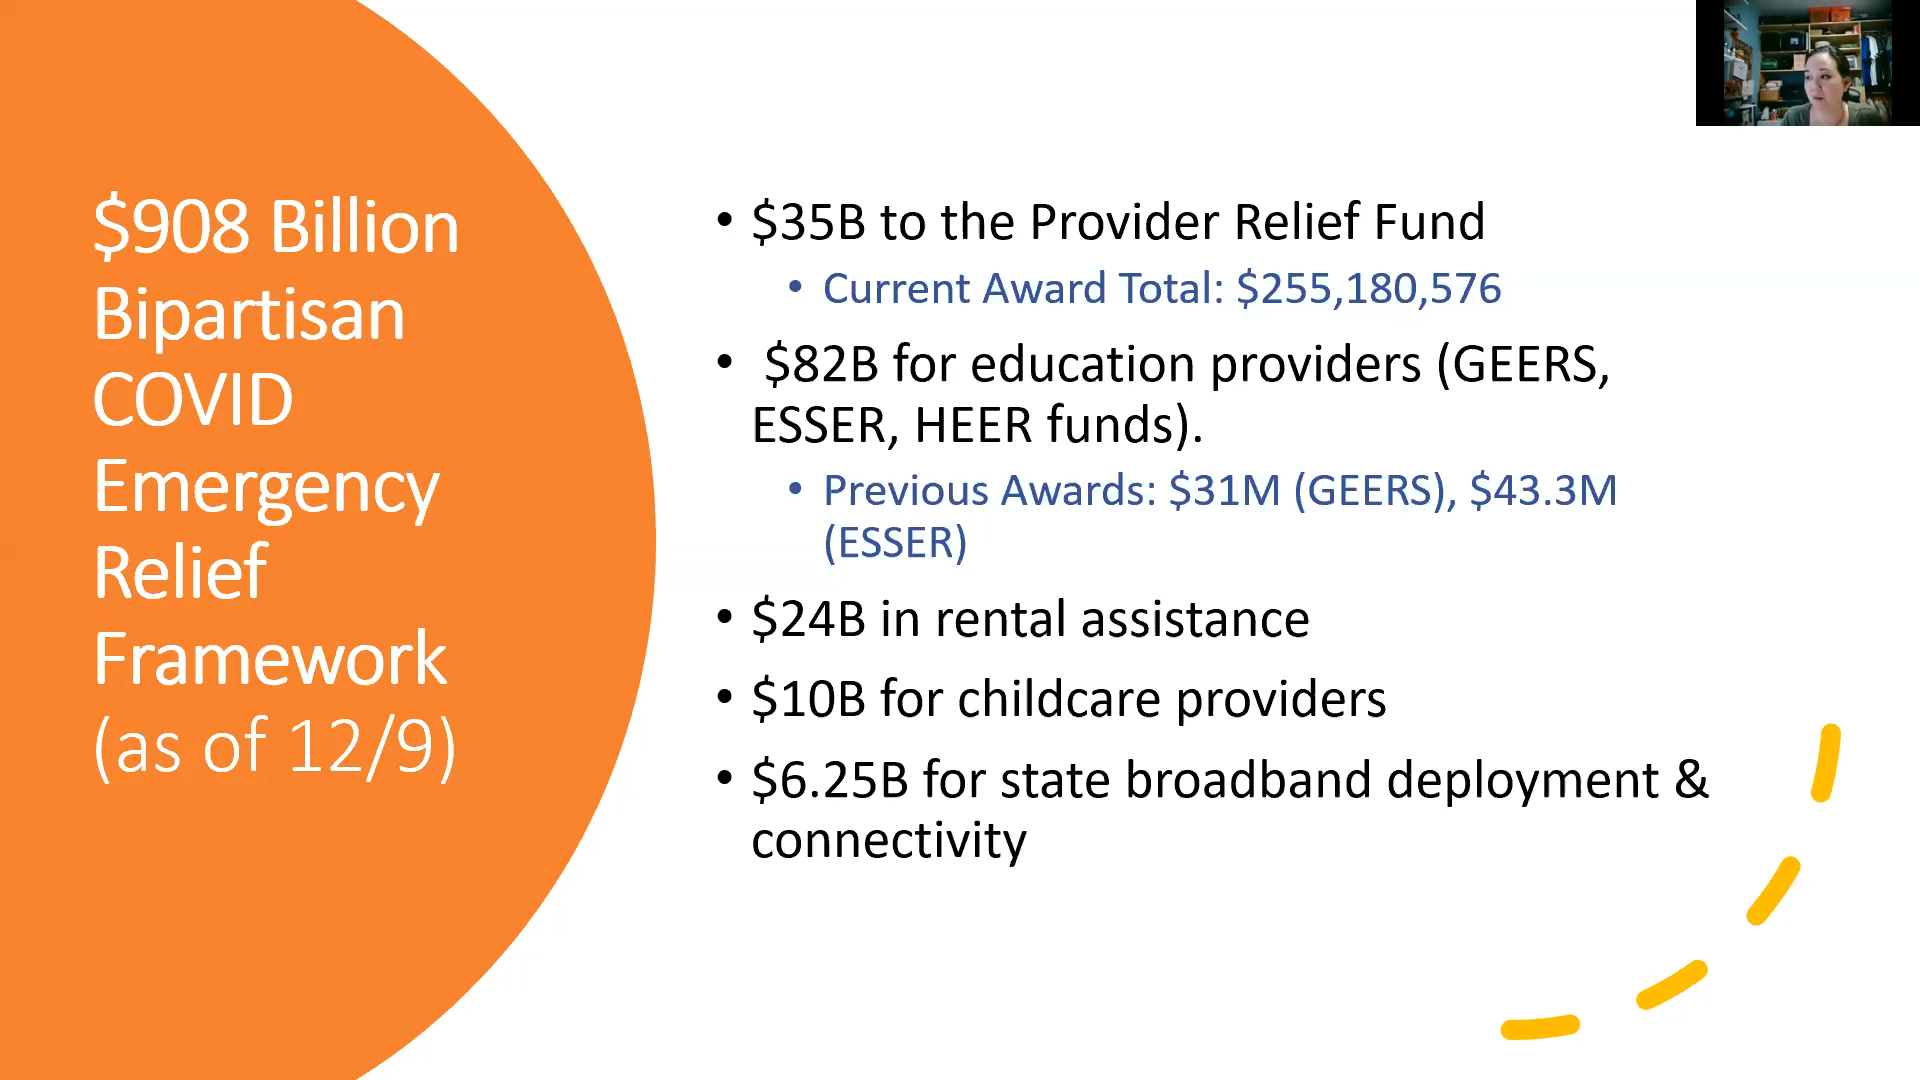 $908 Billion
Bipartisan
COVID
Emergency
Relief
Framework
(as of 12/9)
• $35B to the Provider Relief Fund
• Current Award Total: $255,180,576
• $82B for education providers (GEERS,
ESSER, HEER funds).
• Previous Awards: $31M (GEERS), $43.3M
(ESSER)
• $24B in rental assistance
• $10B for childcare providers
• $6.25B for state broadband deployment &
connectivity